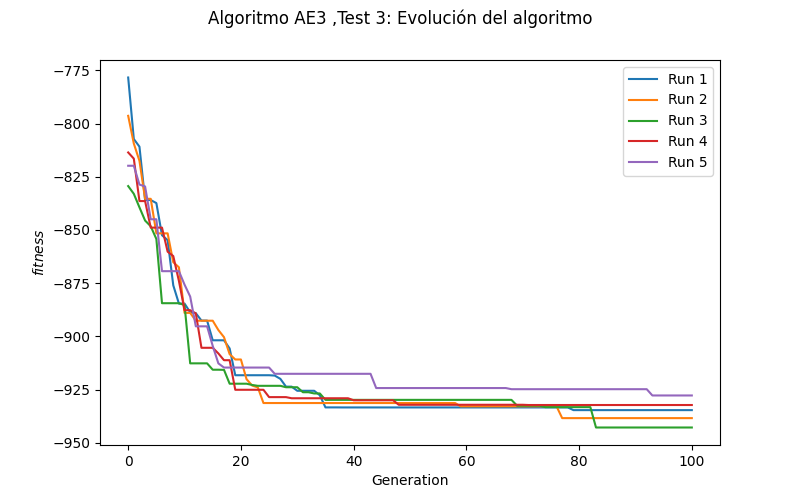 Algoritmo AE3 ,Test 3: Evolución del algoritmo
−775
−800
−825
−850
−875
−900
−925
−950
fitness
0
20
40
60
80
100
Generation
Run 1
Run 2
Run 3
Run 4
Run 5